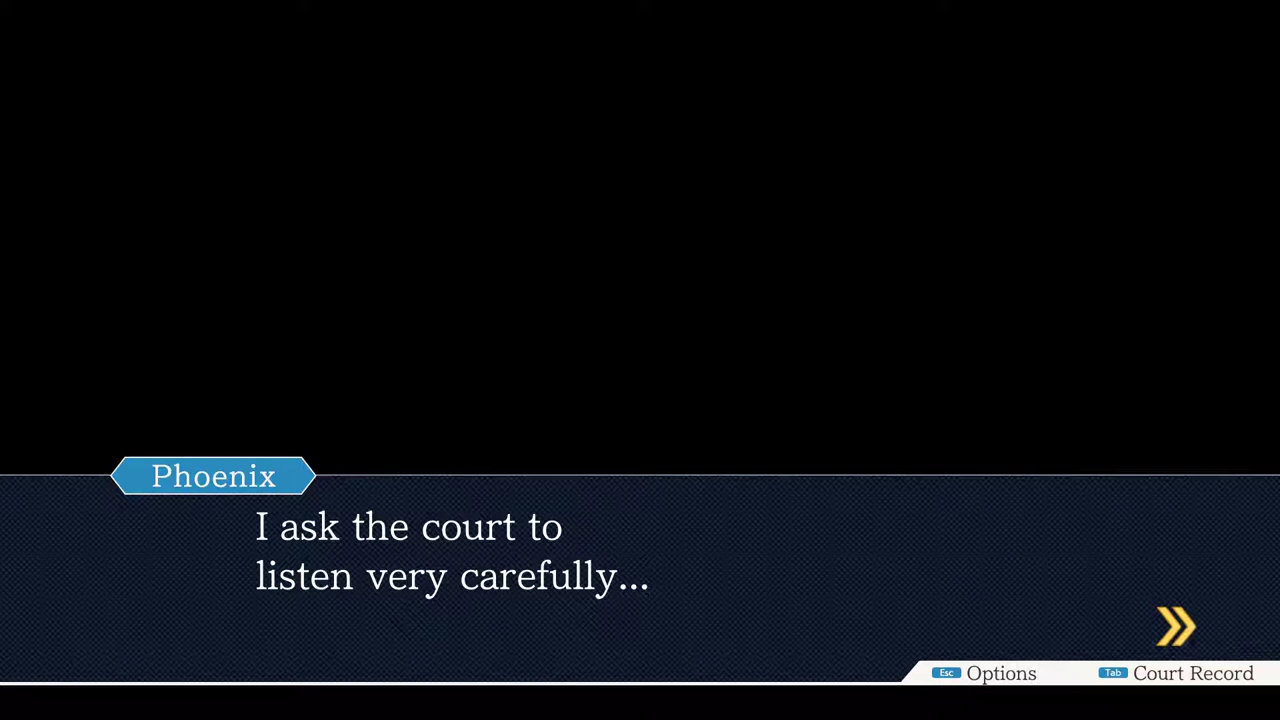 Phoenix
I ask the court to
listen very carefully...
Esc Options Tab Court Record